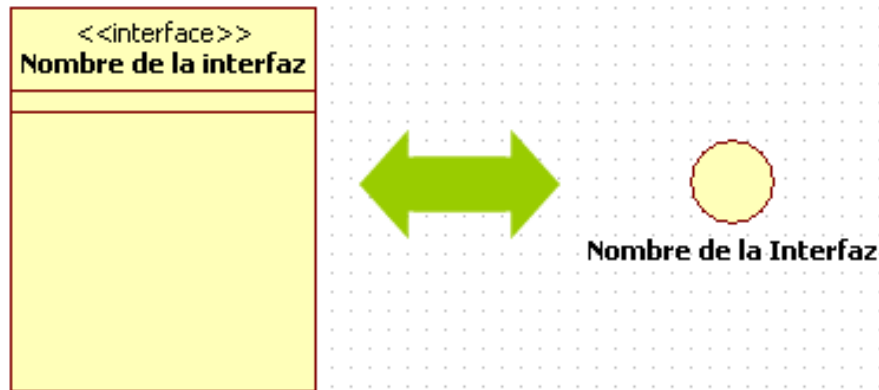 <<interface>>
Nombre de la interfaz
Nombre de la Interfaz